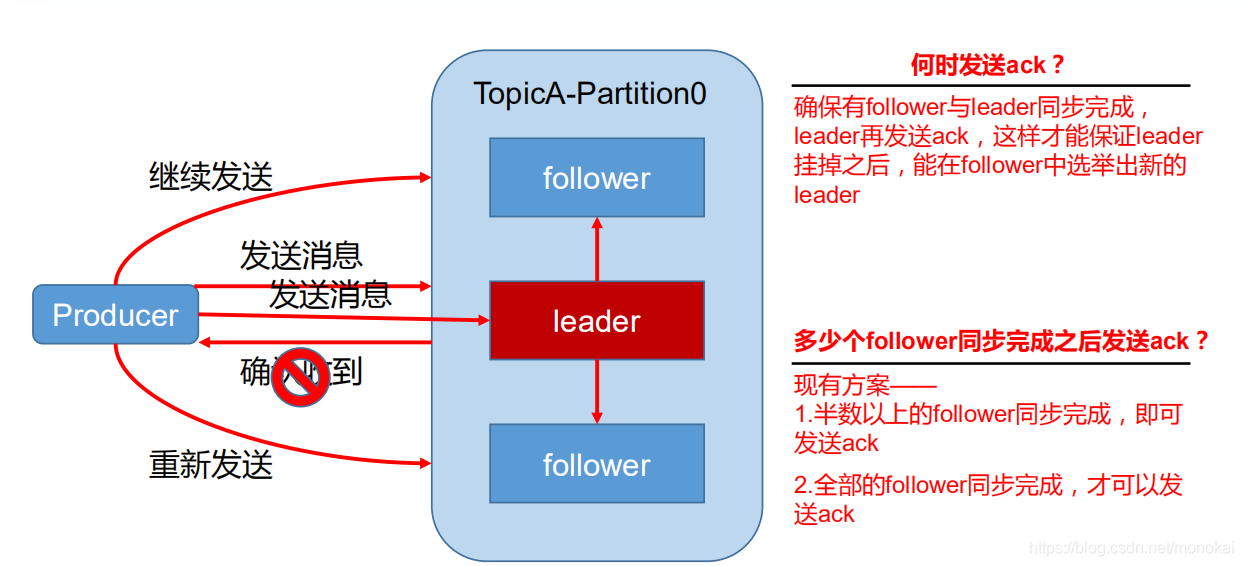 TopicA-Partition0
follower
leader
follower
继续发送
发送消息
发送消息
Producer
确认收到
重新发送
何时发送ack？
确保有follower与leader同步完成，
leader再发送ack，这样才能保证leader
挂掉之后，能在follower中选举出新的
leader
多少个follower同步完成之后发送ack？
现有方案——
1.半数以上的follower同步完成，即可
发送ack
2.全部的follower同步完成，才可以发
送ack
https://blog.csdn.net/monokai